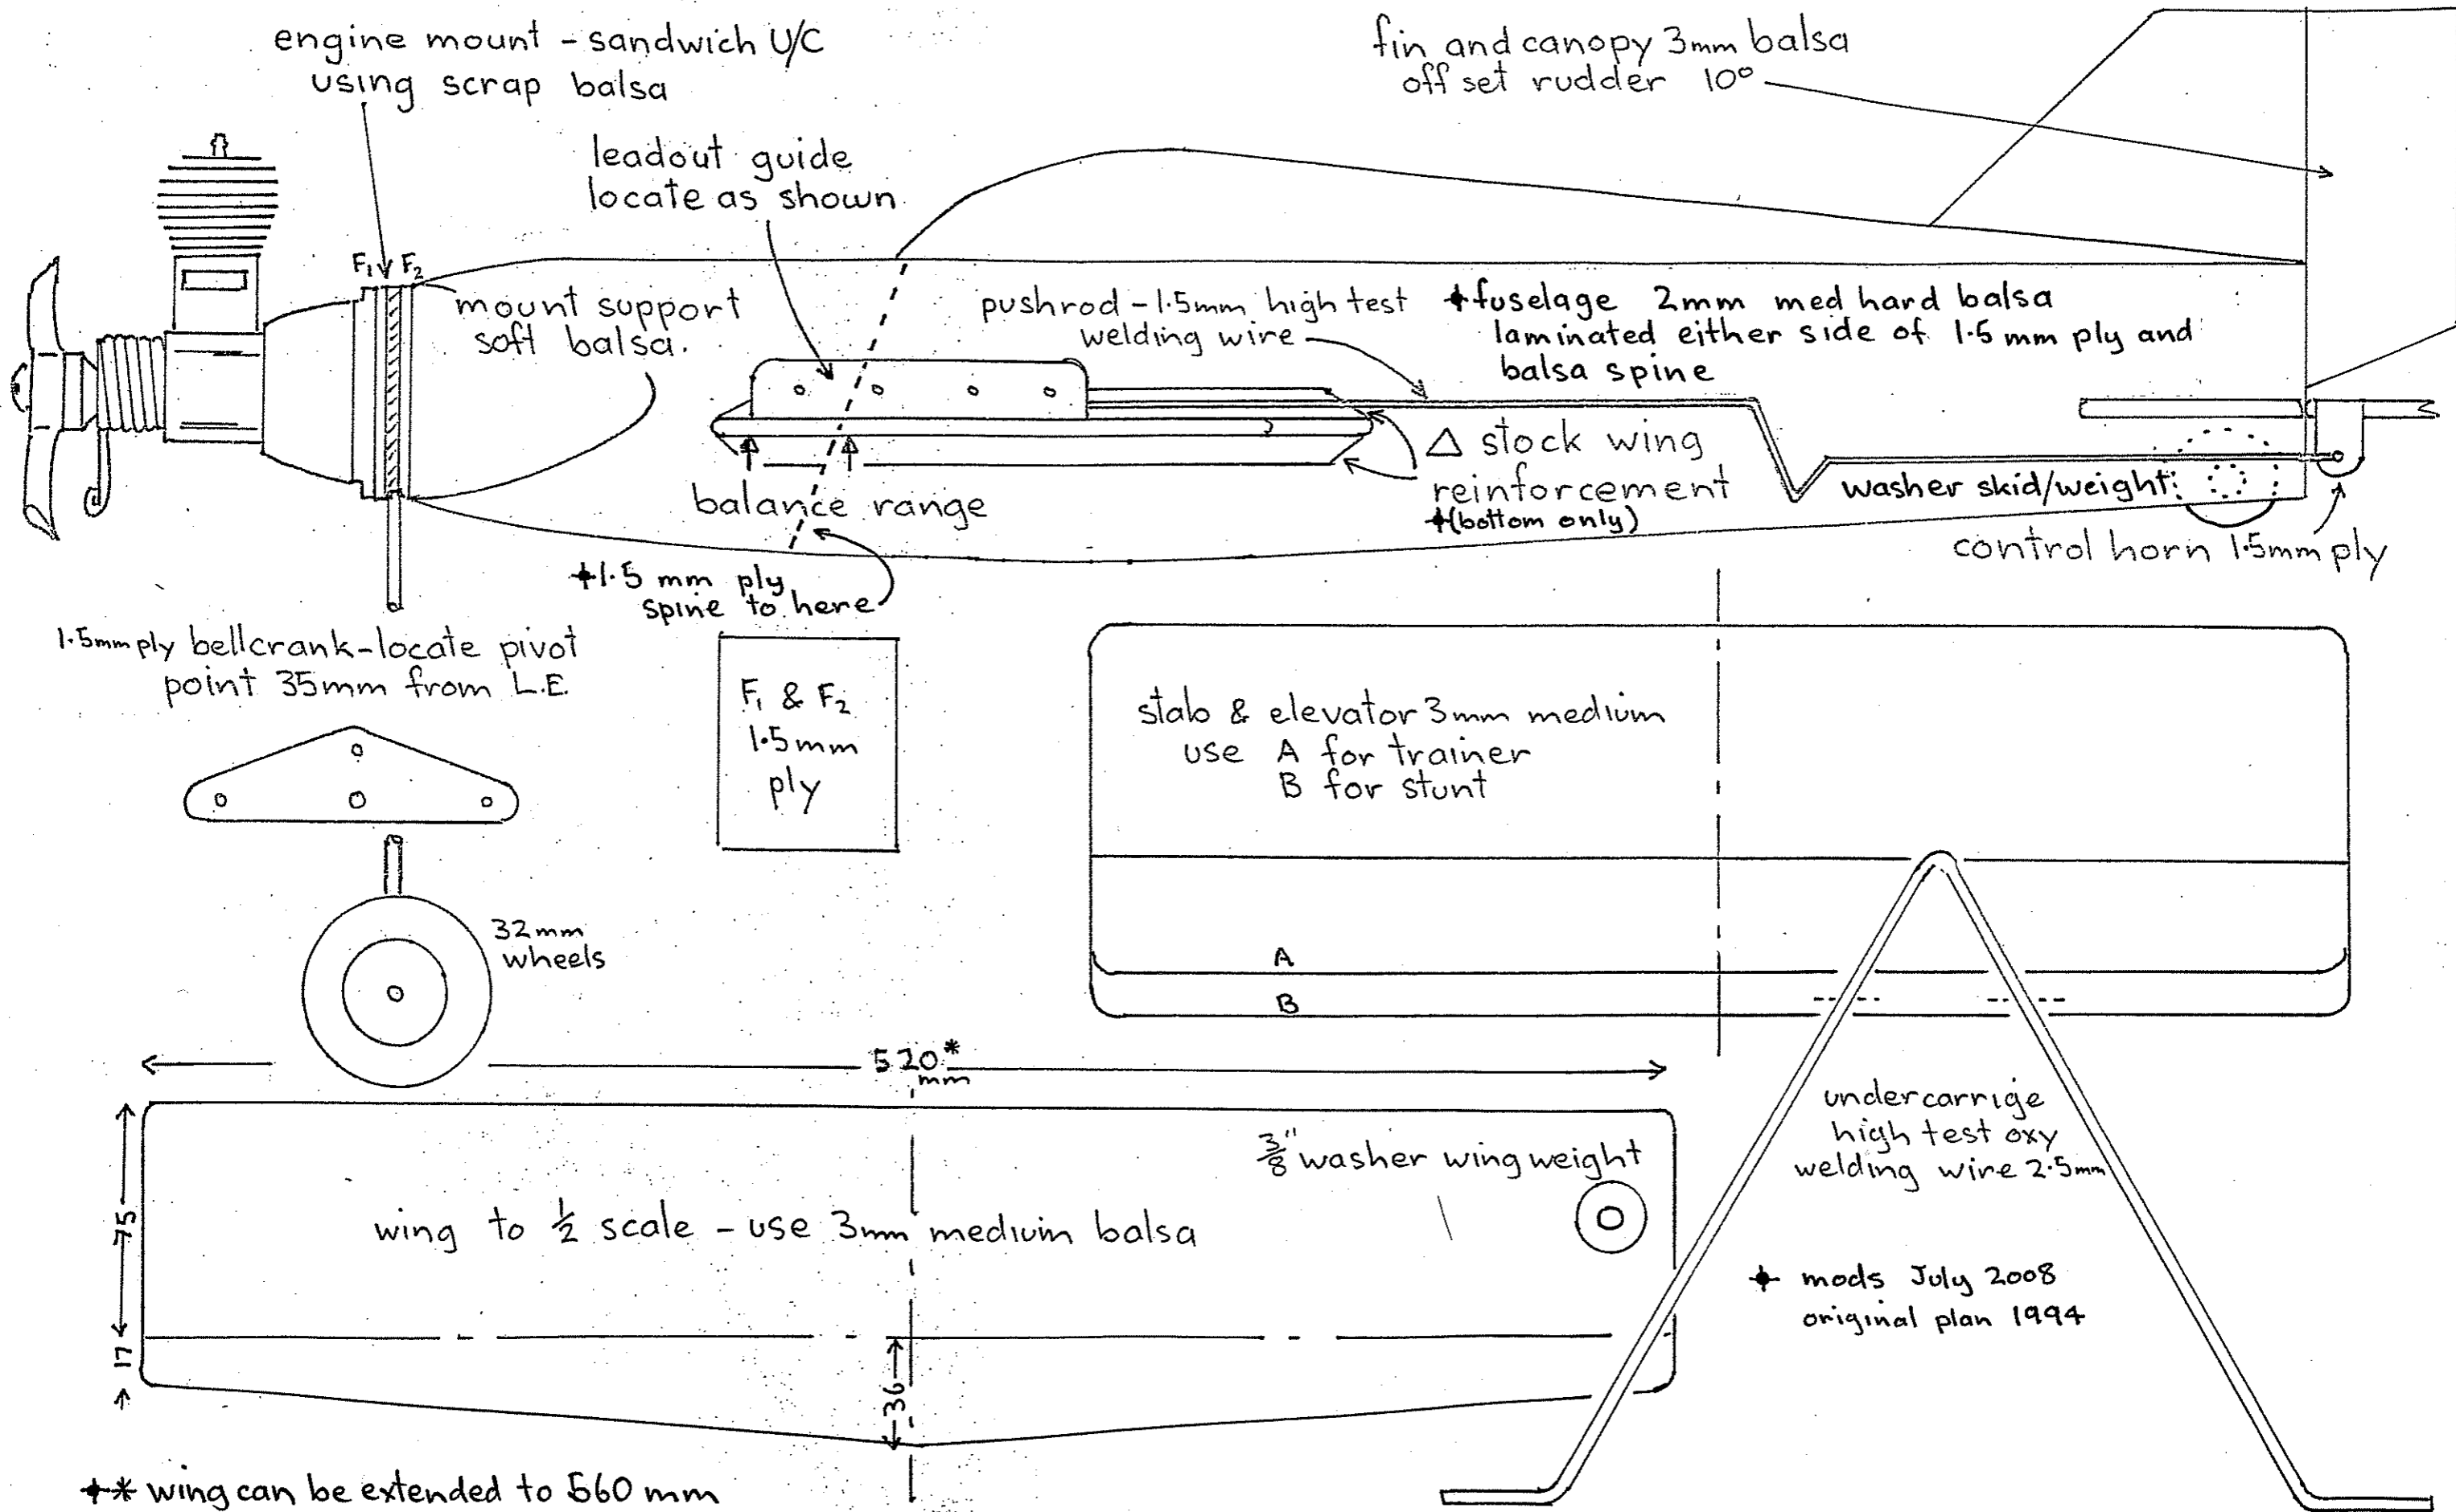 engine mount - sandwich U/C
using scrap balsa
fin and canopy 3mm balsa
off set rudder 10°
leadout guide
locate as shown
F₁ F₂
mount support
soft balsa.
pushrod - 1.5mm high test
welding wire
⌖fuselage 2mm med hard balsa
laminated either side of 1.5 mm ply and
balsa spine
△ stock wing
reinforcement
⌖(bottom only)
balance range
washer skid/weight
control horn 1.5mm ply
⌖1.5 mm ply
spine to here
1.5mm ply bellcrank-locate pivot
point 35mm from L.E.
F₁ & F₂
1.5mm
ply
stab & elevator 3mm medium
use A for trainer
B for stunt
32mm
wheels
A
B
520*
mm
undercarrige
high test oxy
welding wire 2.5mm
3/8" washer wing weight
75
wing to ½ scale - use 3mm medium balsa
⌖ mods July 2008
original plan 1994
17
36
⌖* wing can be extended to 560 mm